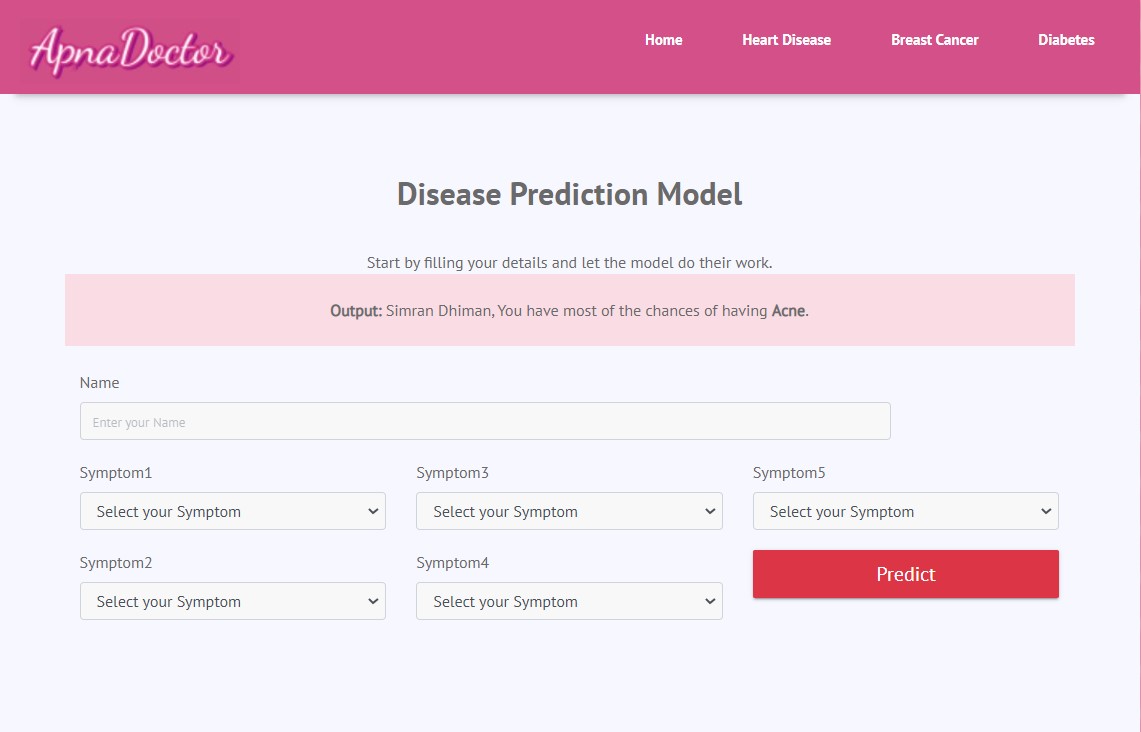 ApnaDoctor
Home Heart Disease Breast Cancer Diabetes
Disease Prediction Model
Start by filling your details and let the model do their work.
Output: Simran Dhiman, You have most of the chances of having Acne.
Name
Enter your Name
Symptom1 Symptom3 Symptom5
Select your Symptom Select your Symptom Select your Symptom
Symptom2 Symptom4
Predict
Select your Symptom Select your Symptom